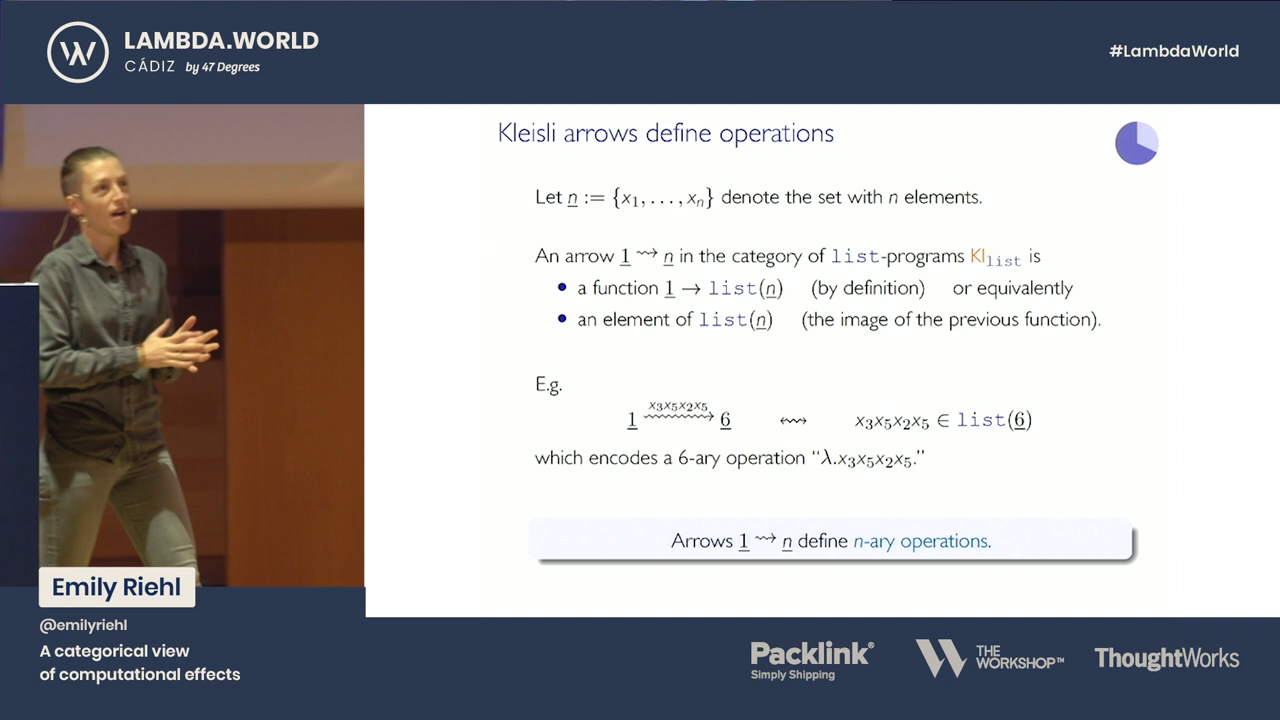 LAMBDA.WORLD
CÁDIZ by 47 Degrees
#LambdaWorld
Kleisli arrows define operations
Let n := {x₁, . . . , xₙ} denote the set with n elements.
An arrow 1 ⇝ n in the category of list-programs Kl_list is
• a function 1 → list(n) (by definition) or equivalently
• an element of list(n) (the image of the previous function).
E.g.
x₃x₅x₂x₅
1 ⇝ 6 ↭ x₃x₅x₂x₅ ∈ list(6)
which encodes a 6-ary operation “λ.x₃x₅x₂x₅.”
Arrows 1 ⇝ n define n-ary operations.
Emily Riehl
@emilyriehl
A categorical view
of computational effects
Packlink®
Simply Shipping
W THE
WORKSHOP™
ThoughtWorks